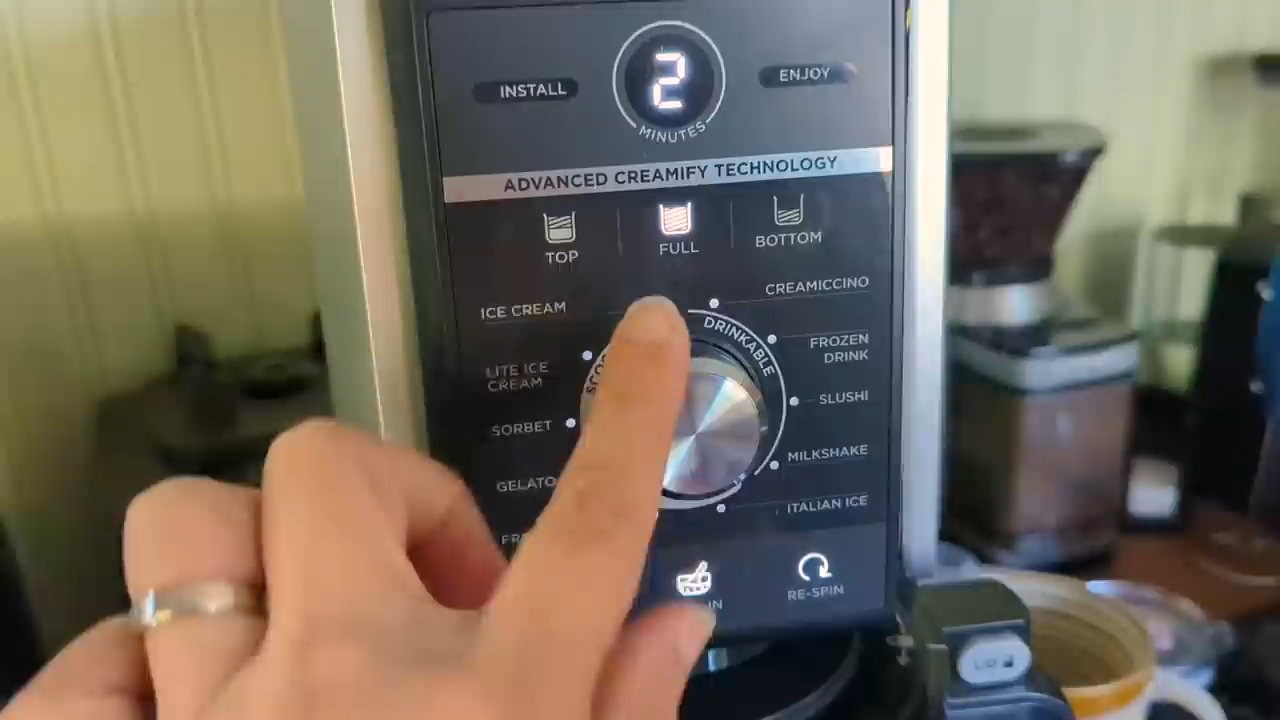 INSTALL
2
ENJOY
MINUTES
ADVANCED CREAMIFY TECHNOLOGY
TOP
FULL
BOTTOM
ICE CREAM
CREAMICCINO
DRINKABLE
LITE ICE
CREAM
FROZEN
DRINK
SORBET
SLUSHI
GELATO
MILKSHAKE
ITALIAN ICE
RE-SPIN